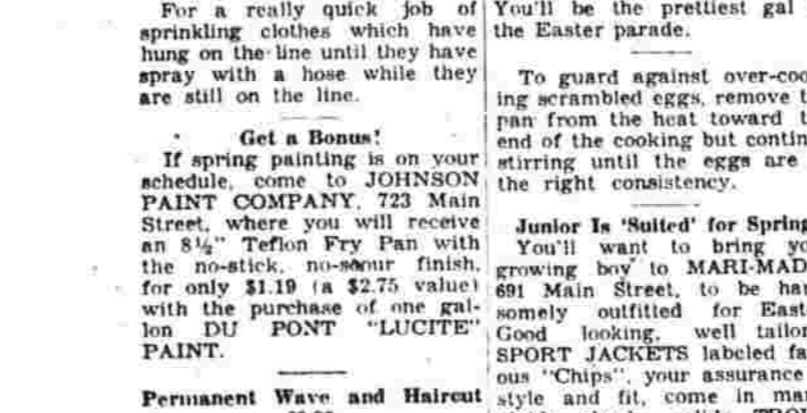 For a really quick job of
sprinkling clothes which have
hung on the line until they have
spray with a hose while they
are still on the line.
Get a Bonus!
If spring painting is on your
schedule, come to JOHNSON
PAINT COMPANY, 723 Main
Street, where you will receive
an 8½" Teflon Fry Pan with
the no-stick, no-scour finish,
for only $1.19 (a $2.75 value)
with the purchase of one gal-
lon DU PONT "LUCITE"
PAINT.
Permanent Wave and Haircut
You'll be the prettiest gal
the Easter parade.
To guard against over-coo
ing scrambled eggs, remove t
pan from the heat toward t
end of the cooking but contin
stirring until the eggs are
the right consistency.
Junior Is 'Suited' for Spring
You'll want to bring yo
growing boy to MARI-MAD
691 Main Street, to be han
somely outfitted for East
Good looking, well tailor
SPORT JACKETS labeled fa
ous "Chips", your assurance
style and fit, come in man